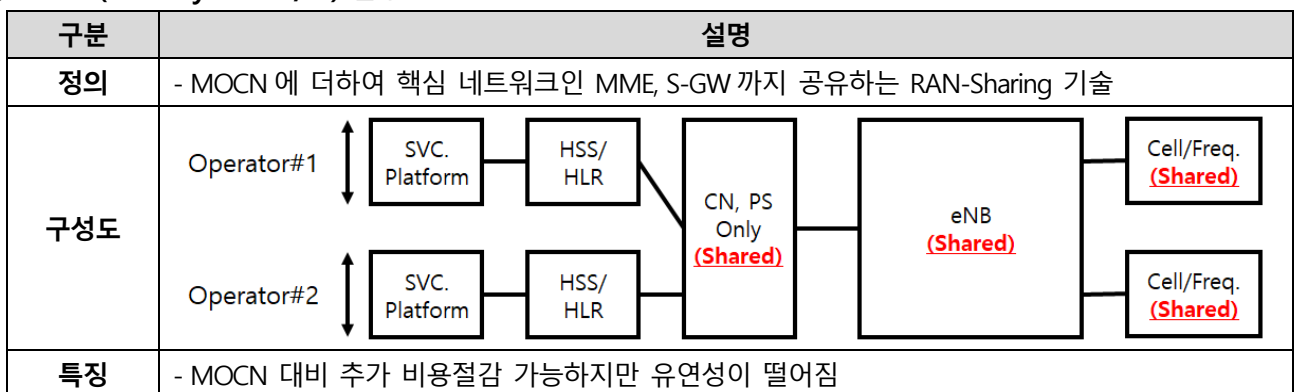 구분 설명
정의 - MOCN 에 더하여 핵심 네트워크인 MME, S-GW 까지 공유하는 RAN-Sharing 기술
구성도
Operator#1
SVC.
Platform
HSS/
HLR
Operator#2
SVC.
Platform
HSS/
HLR
CN, PS
Only
(Shared)
eNB
(Shared)
Cell/Freq.
(Shared)
Cell/Freq.
(Shared)
특징 - MOCN 대비 추가 비용절감 가능하지만 유연성이 떨어짐